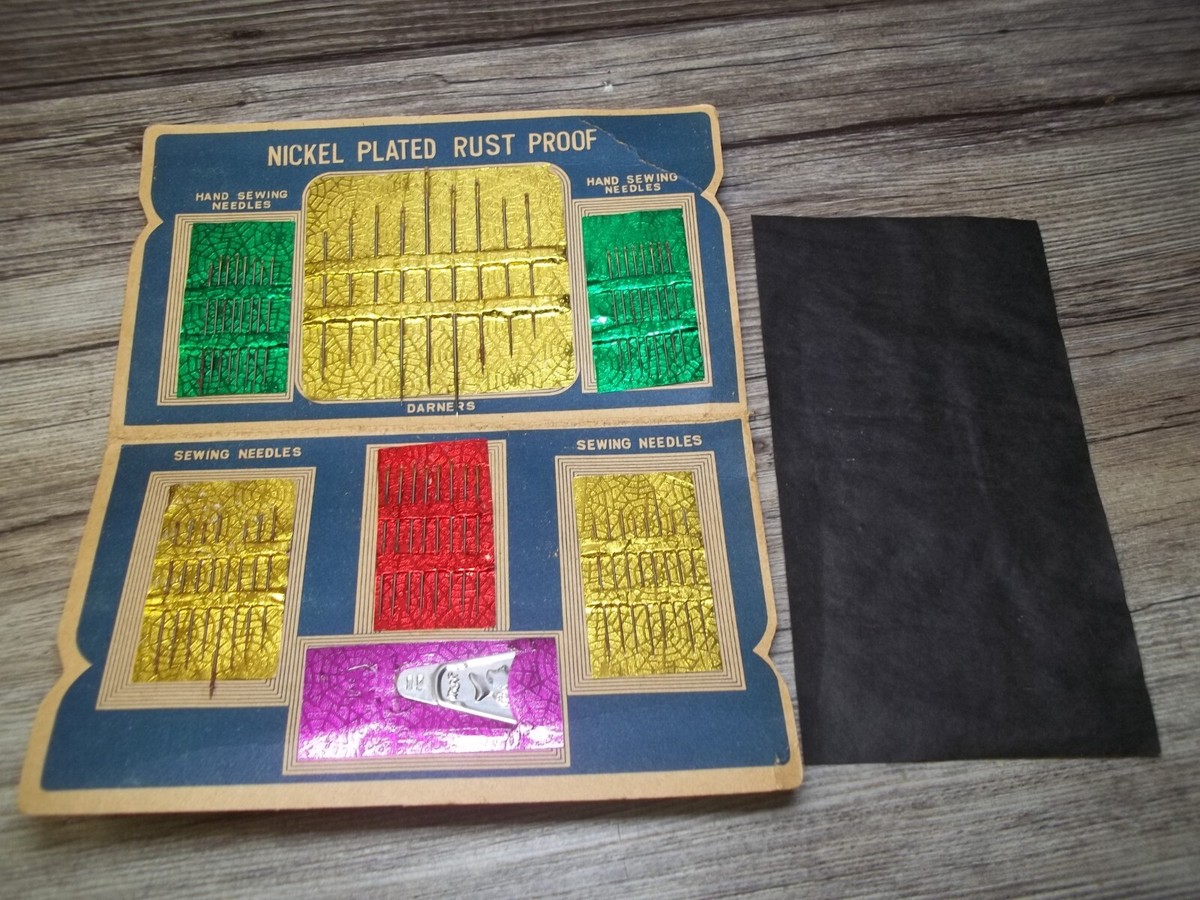 NICKEL PLATED RUST PROOF
HAND SEWING
NEEDLES
HAND SEWING
NEEDLES
DARNERS
SEWING NEEDLES
SEWING NEEDLES